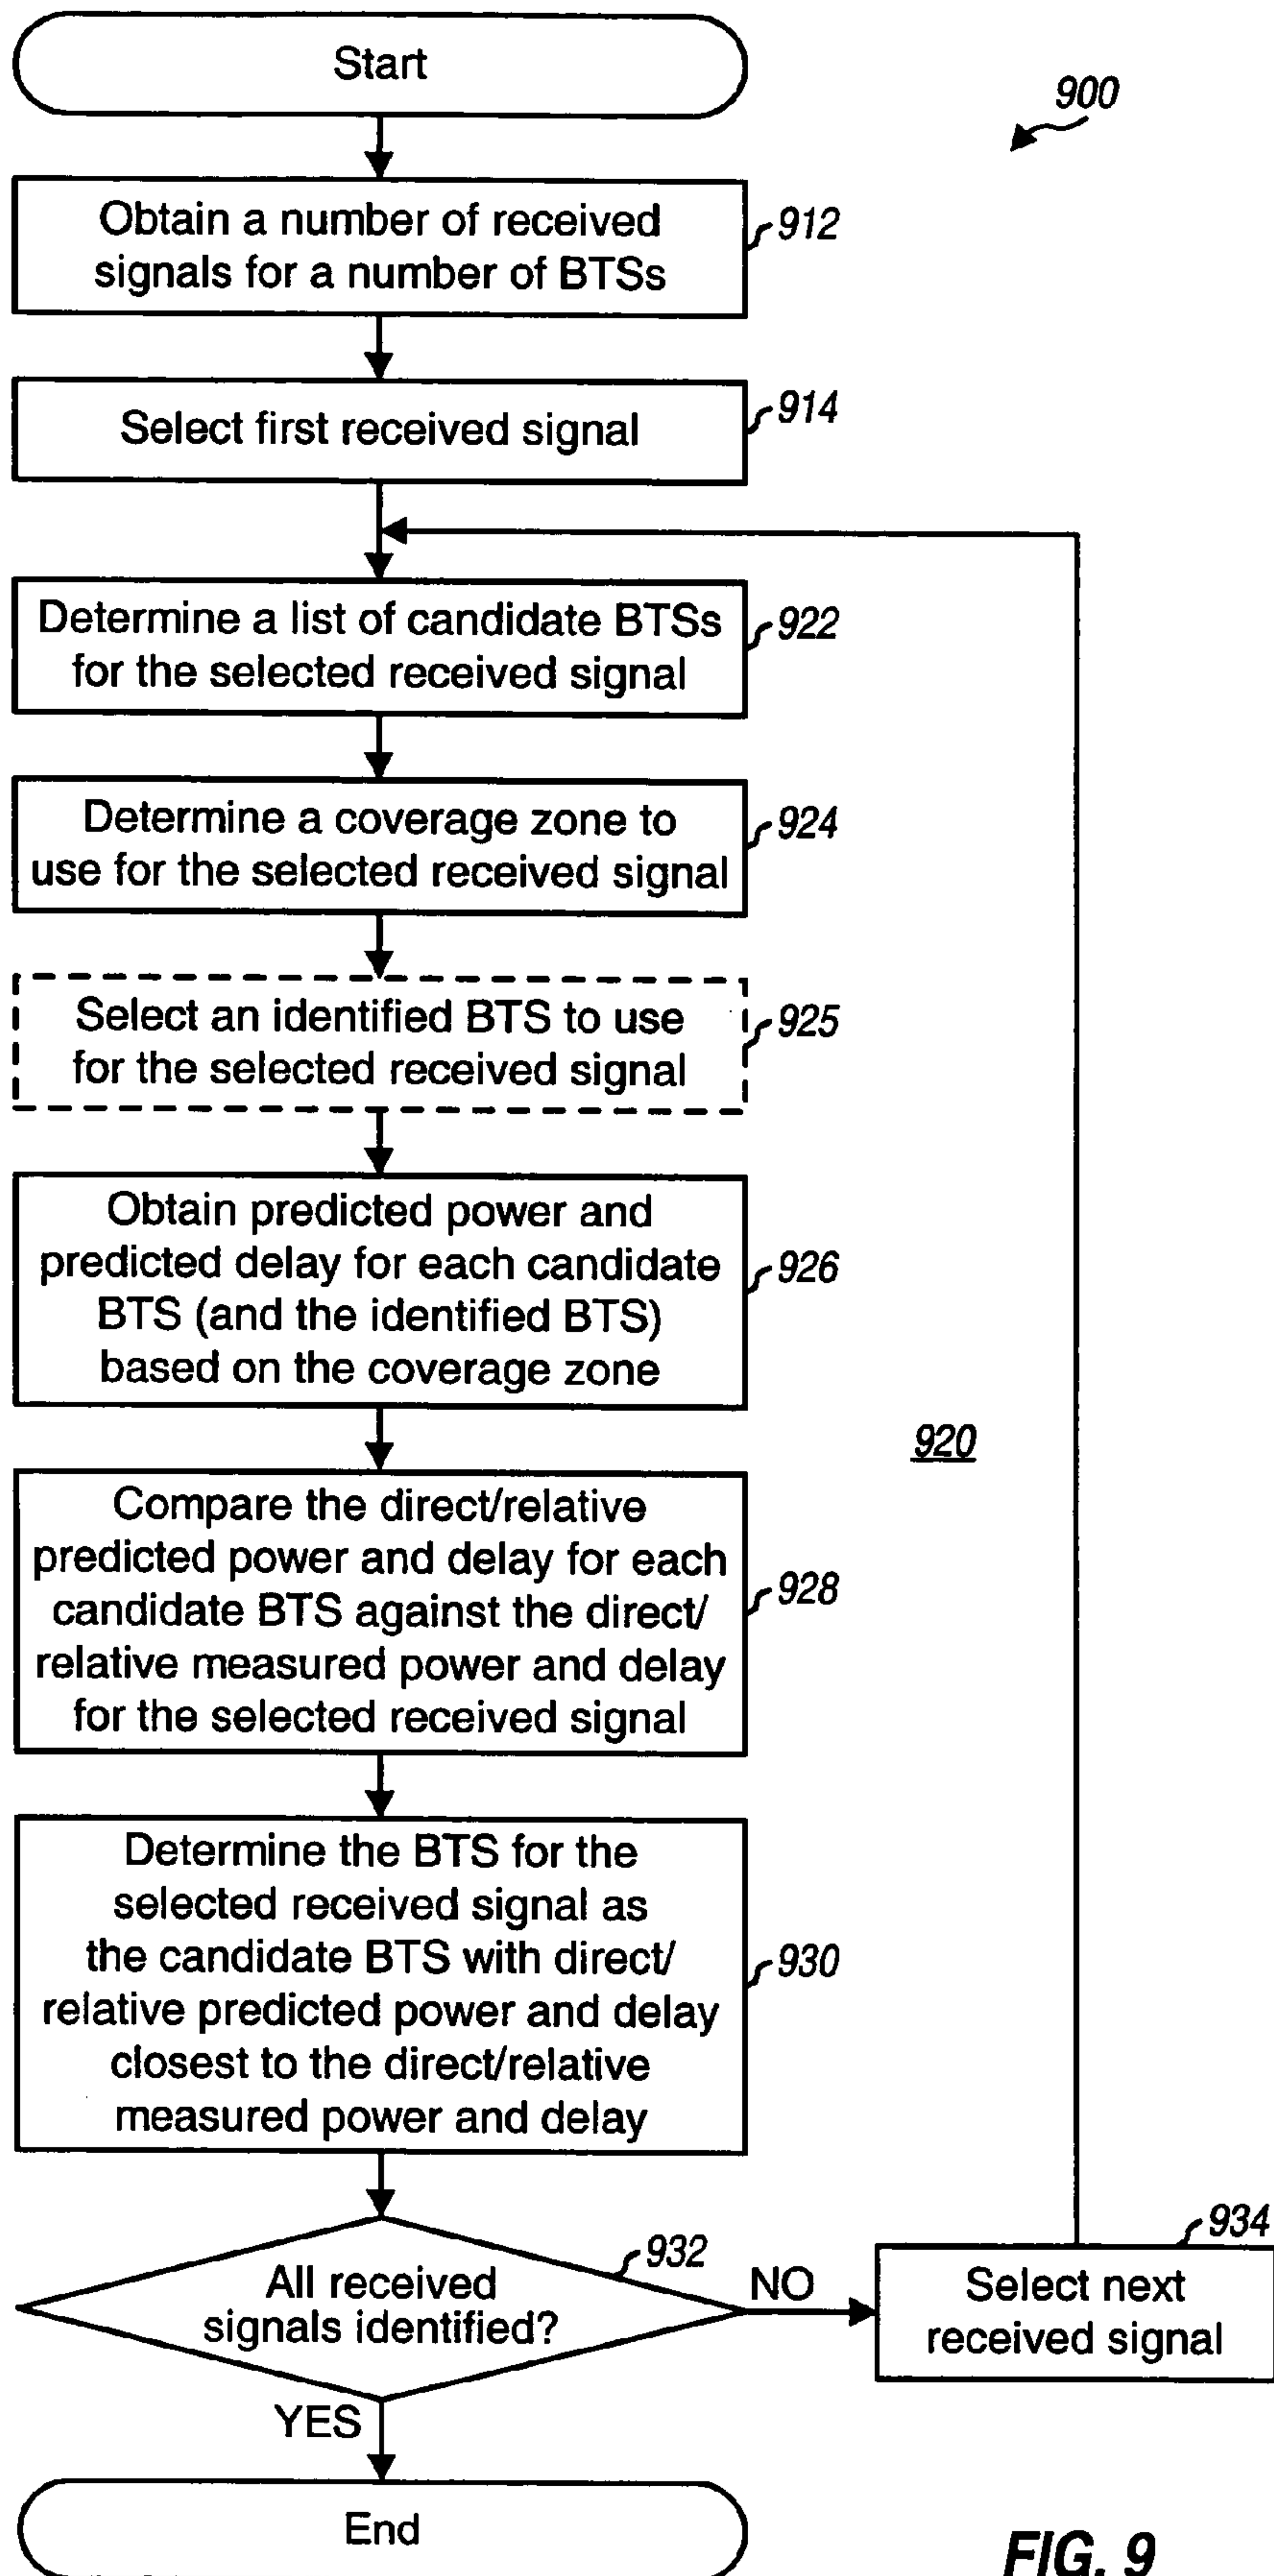 Start
900
Obtain a number of received
signals for a number of BTSs
912
Select first received signal
914
Determine a list of candidate BTSs
for the selected received signal
922
Determine a coverage zone to
use for the selected received signal
924
Select an identified BTS to use
for the selected received signal
925
Obtain predicted power and
predicted delay for each candidate
BTS (and the identified BTS)
based on the coverage zone
926
920
Compare the direct/relative
predicted power and delay for each
candidate BTS against the direct/
relative measured power and delay
for the selected received signal
928
Determine the BTS for the
selected received signal as
the candidate BTS with direct/
relative predicted power and delay
closest to the direct/relative
measured power and delay
930
All received
signals identified?
932
NO
Select next
received signal
934
YES
End
FIG. 9